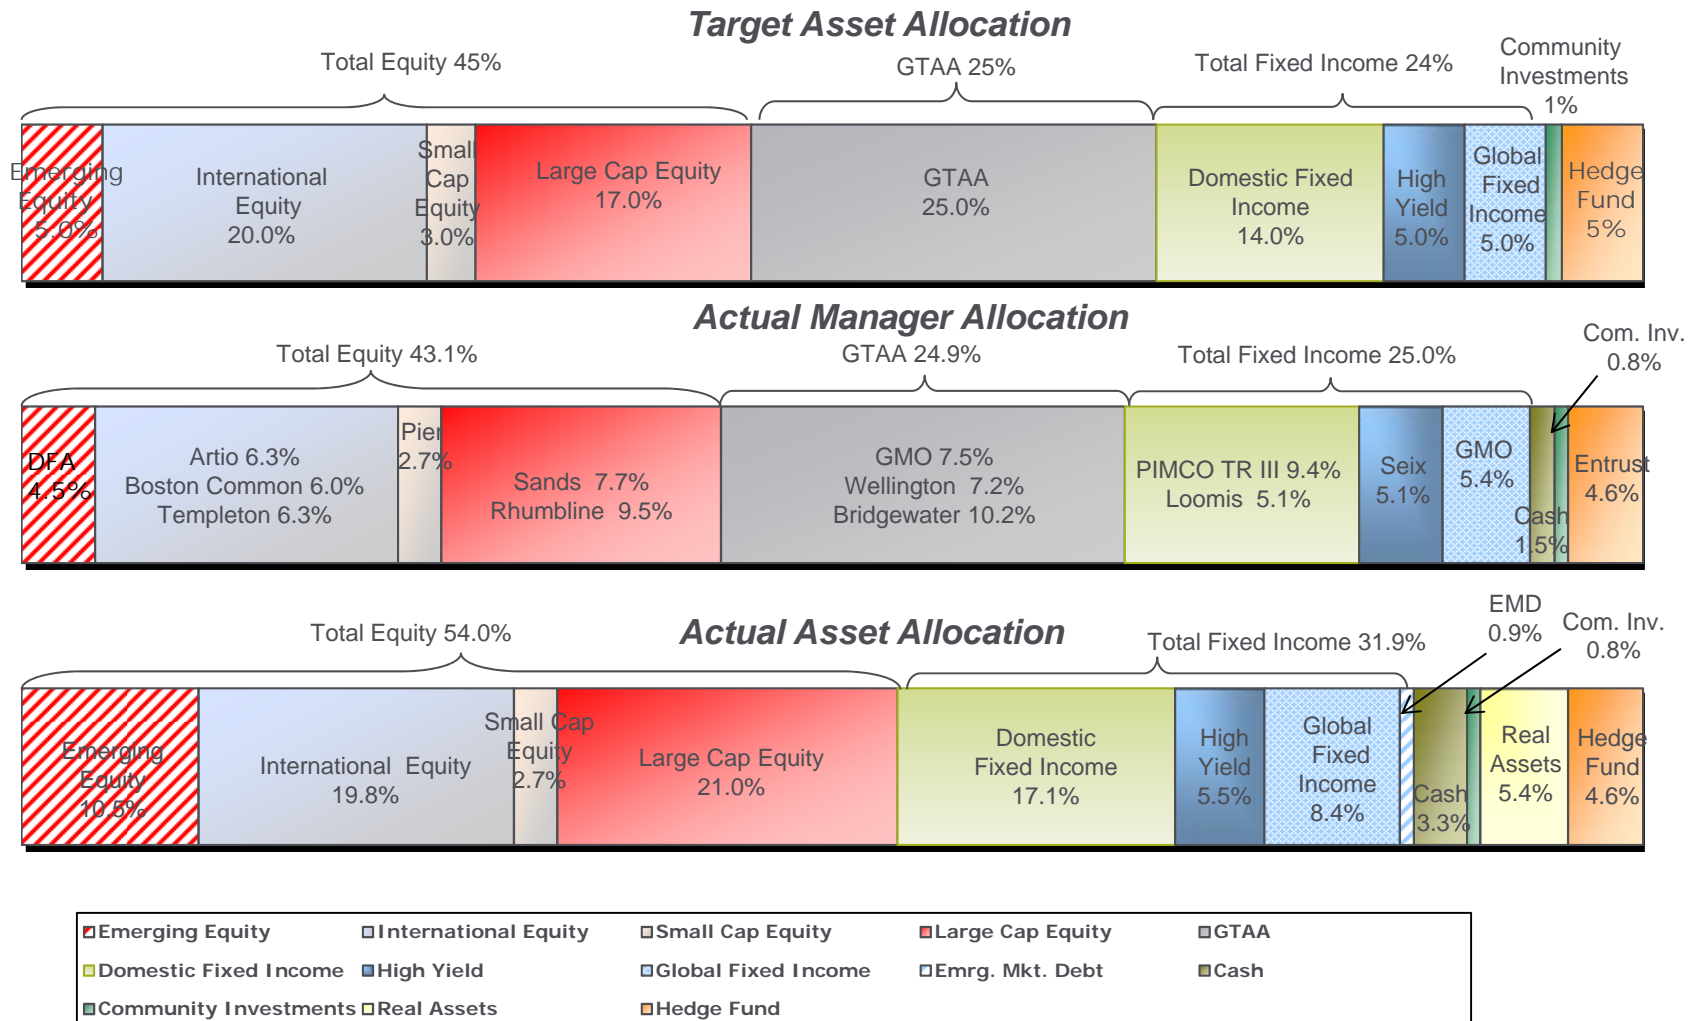 Target Asset Allocation
Total Equity 45%
GTAA 25%
Total Fixed Income 24%
Community
Investments
1%
Emerging
Equity
5.0%
International
Equity
20.0%
Small
Cap
Equity
3.0%
Large Cap Equity
17.0%
GTAA
25.0%
Domestic Fixed
Income
14.0%
High
Yield
5.0%
Global
Fixed
Income
5.0%
Hedge
Fund
5%
Actual Manager Allocation
Total Equity 43.1%
GTAA 24.9%
Total Fixed Income 25.0%
Com. Inv.
0.8%
DFA
4.5%
Artio 6.3%
Boston Common 6.0%
Templeton 6.3%
Pier
2.7%
Sands 7.7%
Rhumbline 9.5%
GMO 7.5%
Wellington 7.2%
Bridgewater 10.2%
PIMCO TR III 9.4%
Loomis 5.1%
Seix
5.1%
GMO
5.4%
Cash
1.5%
Entrust
4.6%
Actual Asset Allocation
Total Equity 54.0%
Total Fixed Income 31.9%
EMD
0.9%
Com. Inv.
0.8%
Emerging
Equity
10.5%
International Equity
19.8%
Small Cap
Equity
2.7%
Large Cap Equity
21.0%
Domestic
Fixed Income
17.1%
High
Yield
5.5%
Global
Fixed
Income
8.4%
Cash
3.3%
Real
Assets
5.4%
Hedge
Fund
4.6%
Emerging Equity
International Equity
Small Cap Equity
Large Cap Equity
GTAA
Domestic Fixed Income
High Yield
Global Fixed Income
Emrg. Mkt. Debt
Cash
Community Investments
Real Assets
Hedge Fund